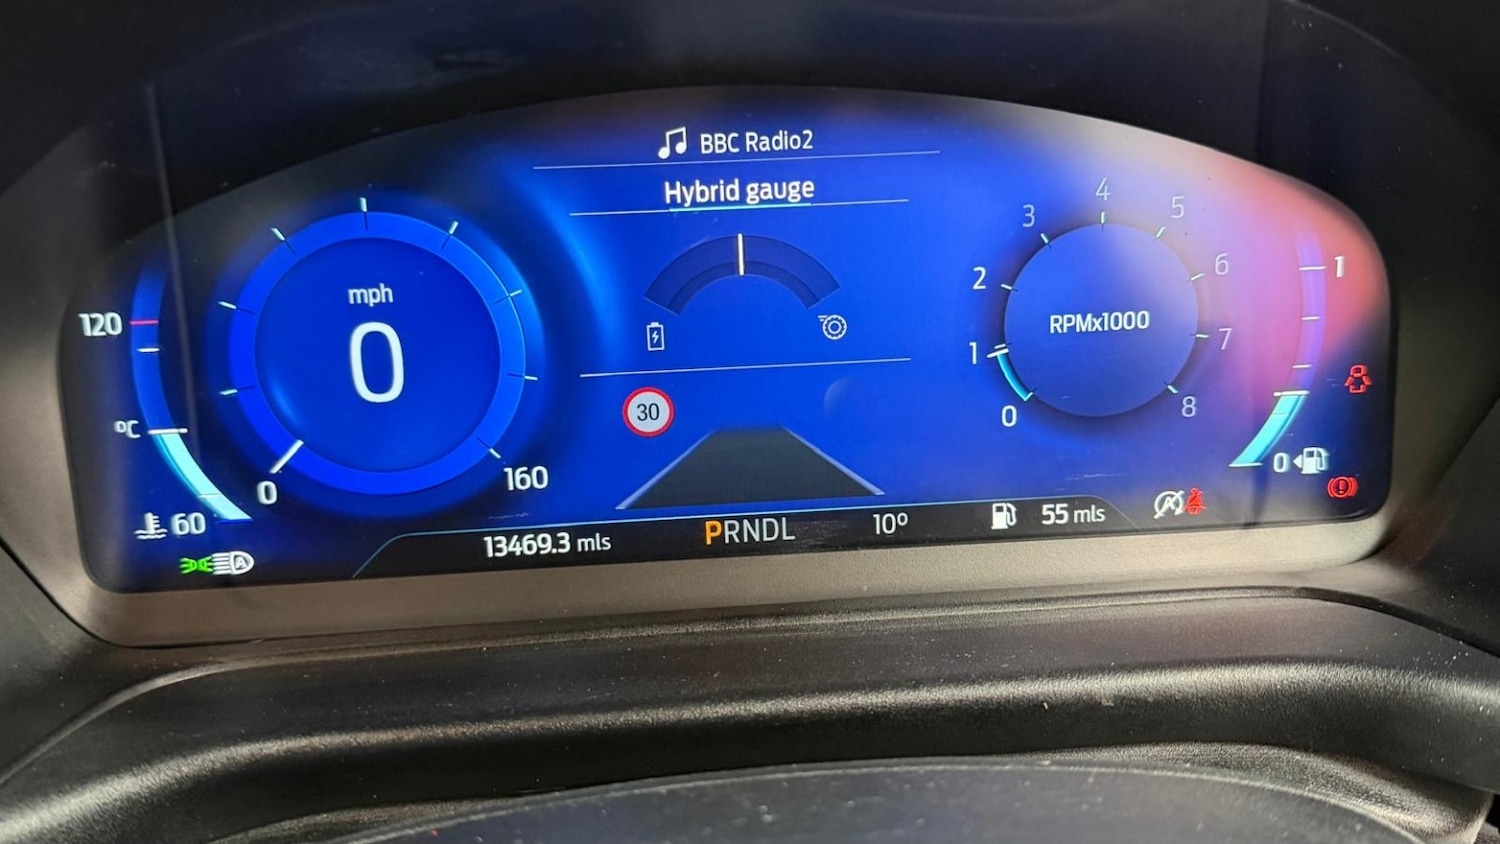 BBC Radio2
Hybrid gauge
mph
0
0
160
120
°C
60
30
0
1
2
3
4
5
6
7
8
RPMx1000
1
0
A
13469.3 mls
PRNDL
10°
55 mls
A